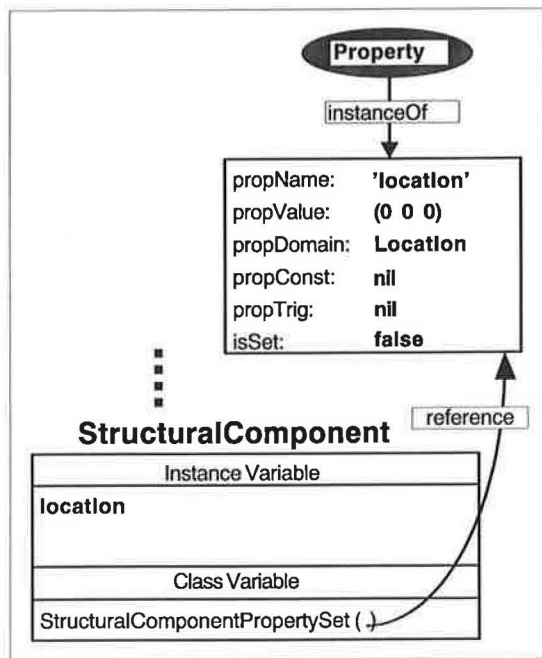 Property
instanceOf
propName: 'location'
propValue: (0 0 0)
propDomain: Location
propConst: nil
propTrig: nil
isSet: false
reference
StructuralComponent
Instance Variable
location
Class Variable
StructuralComponentPropertySet ( )